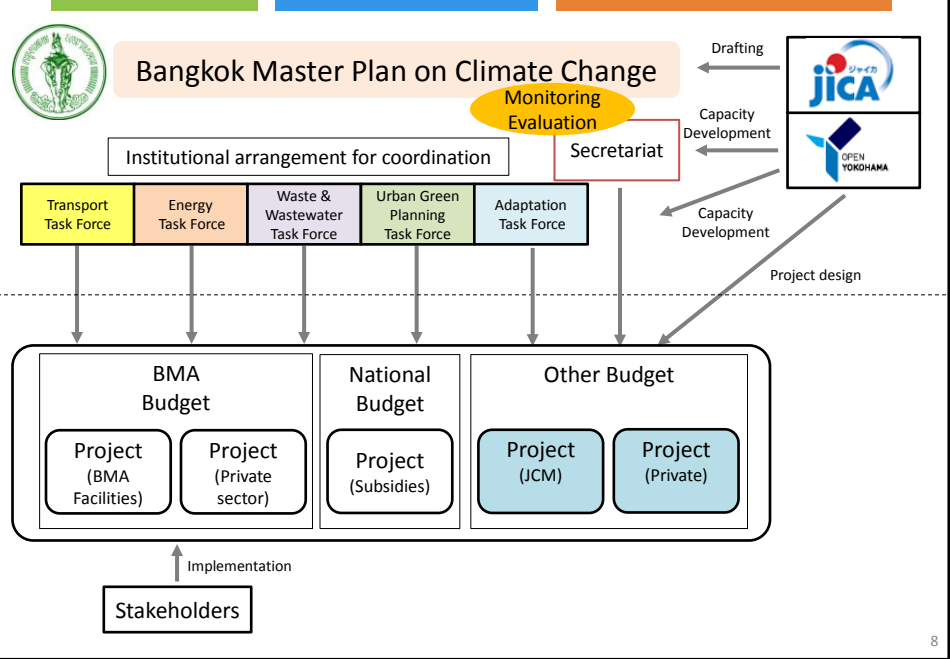 Bangkok Master Plan on Climate Change
Drafting
ジャイカ
JICA
Monitoring
Evaluation
Capacity
Development
Secretariat
OPEN
YOKOHAMA
Institutional arrangement for coordination
Transport
Task Force
Energy
Task Force
Waste &
Wastewater
Task Force
Urban Green
Planning
Task Force
Adaptation
Task Force
Capacity
Development
Project design
BMA
Budget
National
Budget
Other Budget
Project
(BMA
Facilities)
Project
(Private
sector)
Project
(Subsidies)
Project
(JCM)
Project
(Private)
Implementation
Stakeholders
8